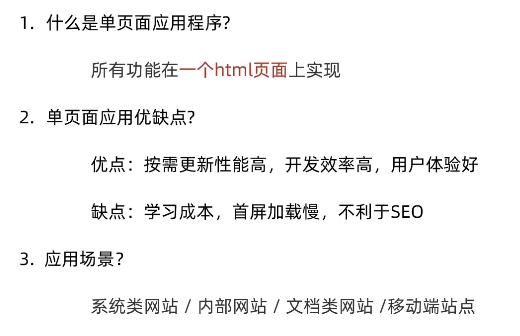 1. 什么是单页面应用程序?
所有功能在一个html页面上实现
2. 单页面应用优缺点?
优点：按需更新性能高，开发效率高，用户体验好
缺点：学习成本，首屏加载慢，不利于SEO
3. 应用场景？
系统类网站 / 内部网站 / 文档类网站 /移动端站点